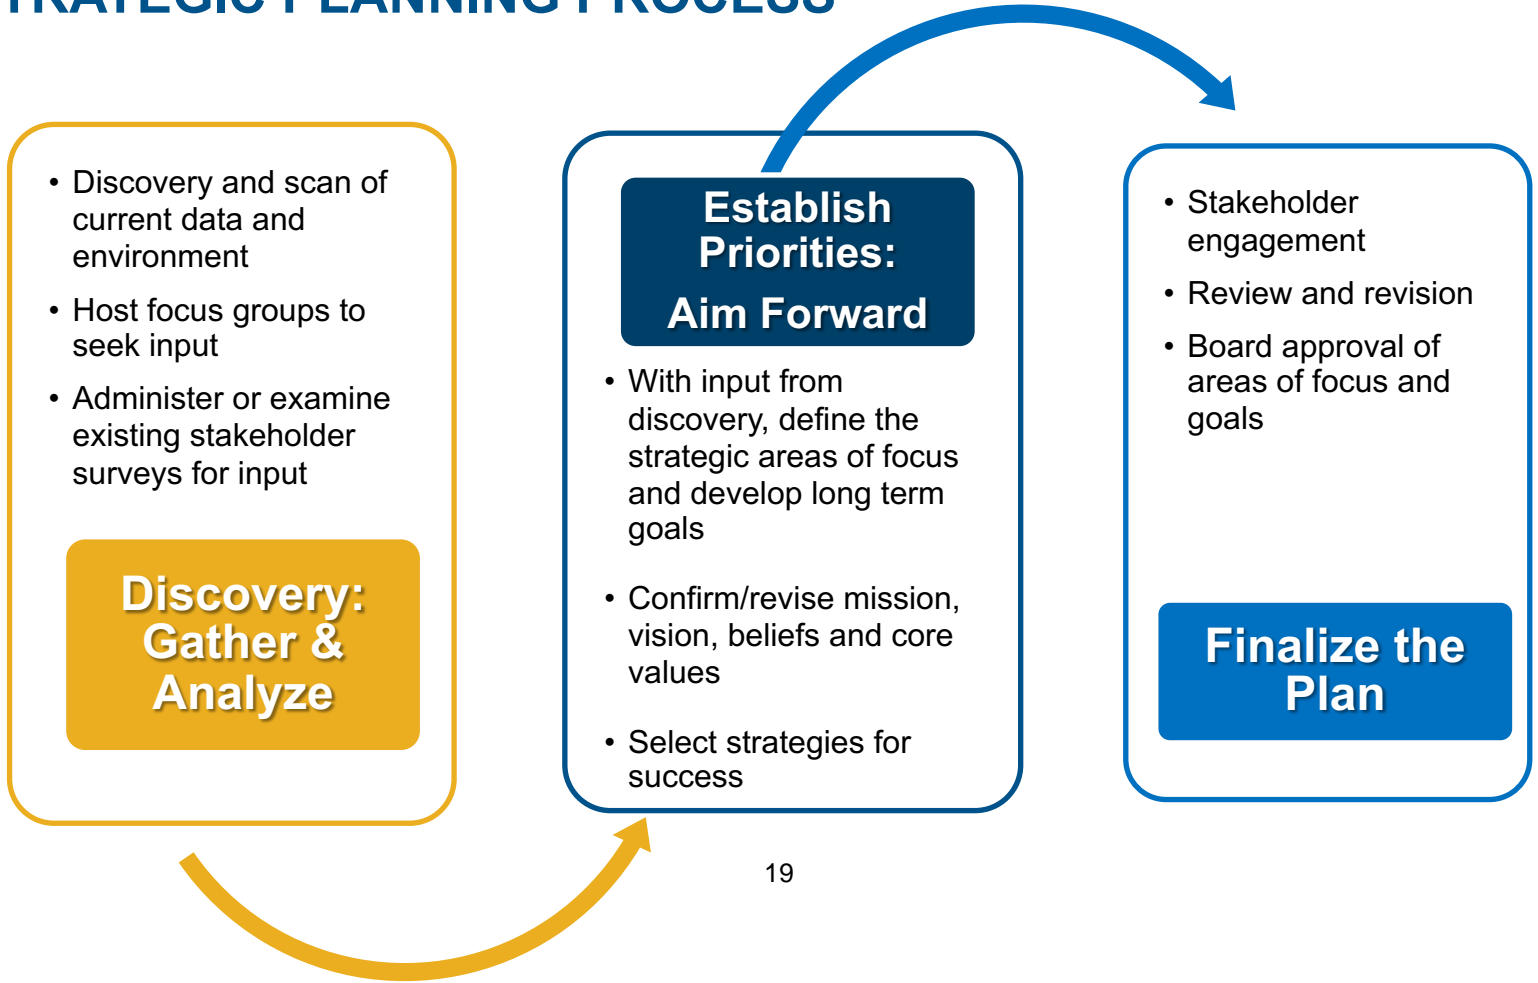 TRATEGIC PLANNING PROCESS
• Discovery and scan of
current data and
environment
• Host focus groups to
seek input
• Administer or examine
existing stakeholder
surveys for input
Discovery:
Gather &
Analyze
Establish
Priorities:
Aim Forward
• With input from
discovery, define the
strategic areas of focus
and develop long term
goals
• Confirm/revise mission,
vision, beliefs and core
values
• Select strategies for
success
• Stakeholder
engagement
• Review and revision
• Board approval of
areas of focus and
goals
Finalize the
Plan
19